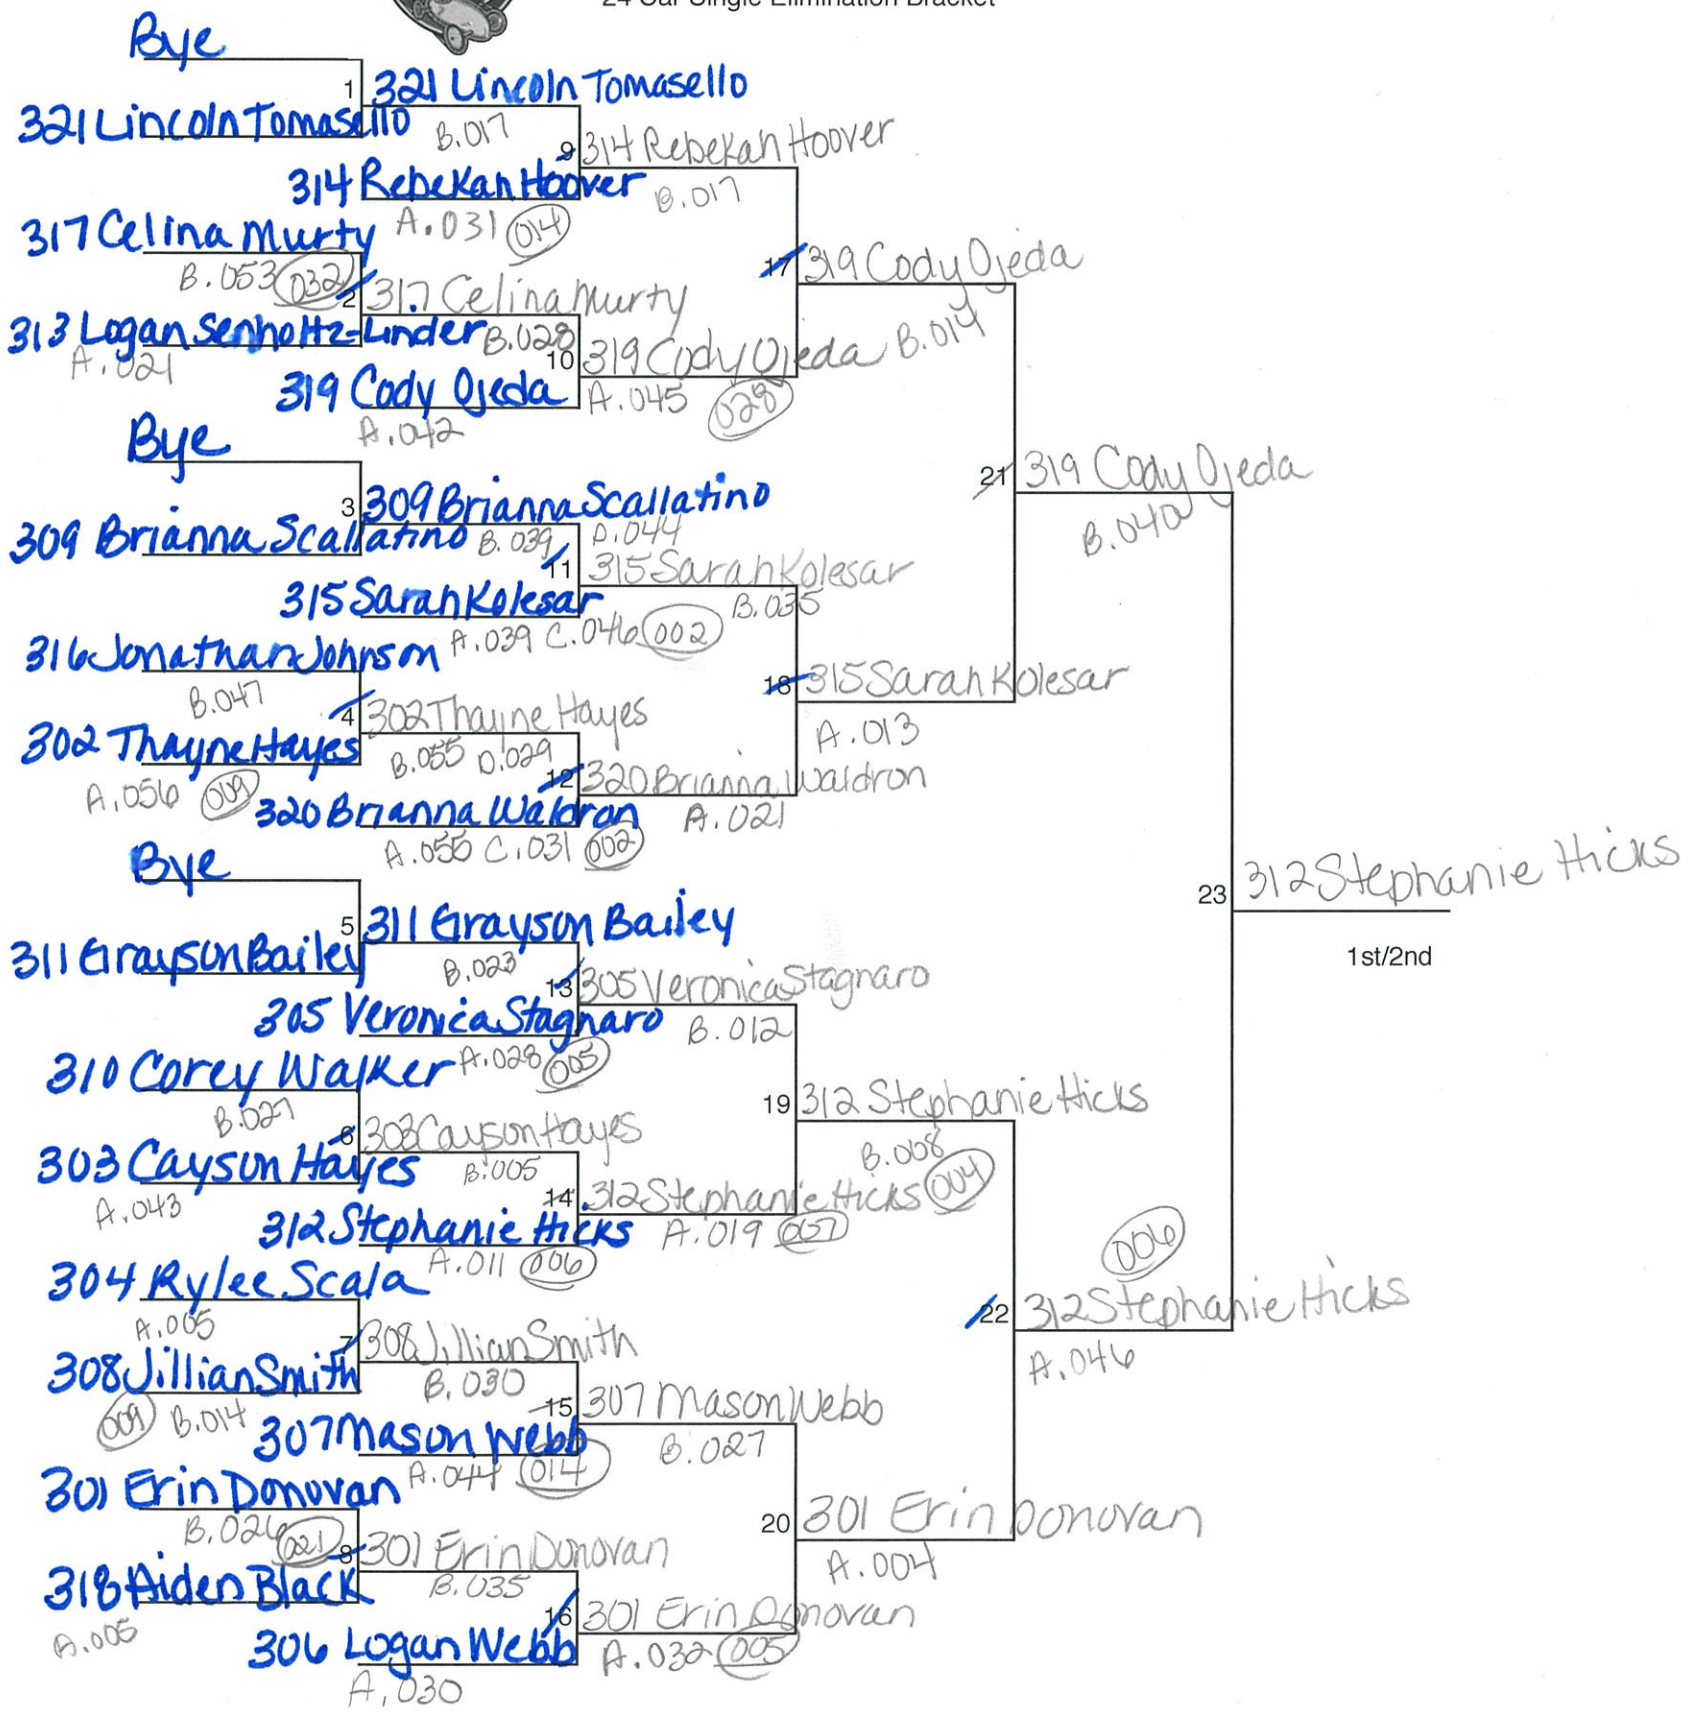 24 Car Single Elimination Bracket
Bye
1
321 Lincoln Tomasello
321 Lincoln Tomasello
B.017
9
314 Rebekah Hoover
314 Rebekah Hoover
B.017
A.031 014
317 Celina Murty
B.053 032
2
317 Celina Murty
17
319 Cody Ojeda
313 Logan Senholtz-Linder
A.021
B.028
10
319 Cody Ojeda
B.014
319 Cody Ojeda
A.042
A.045 028
Bye
21
319 Cody Ojeda
B.040
3
309 Brianna Scallatino
309 Brianna Scallatino
B.039 D.044
11
315 Sarah Kolesar
315 Sarah Kolesar
B.035
A.039 C.046 002
316 Jonathan Johnson
B.047
18
315 Sarah Kolesar
A.013
4
302 Thayne Hayes
302 Thayne Hayes
B.055 D.029
A.056 009
12
320 Brianna Waldron
320 Brianna Waldron
A.021
A.055 C.031 002
Bye
23
312 Stephanie Hicks
1st/2nd
5
311 Grayson Bailey
311 Grayson Bailey
B.023
13
305 Veronica Stagnaro
305 Veronica Stagnaro
B.012
A.028 005
310 Corey Walker
B.027
19
312 Stephanie Hicks
B.008 004
6
303 Cayson Hayes
303 Cayson Hayes
B.005
A.043
14
312 Stephanie Hicks
312 Stephanie Hicks
A.019 007
A.011 006
304 Rylee Scala
A.005
006
22
312 Stephanie Hicks
A.046
7
308 Jillian Smith
308 Jillian Smith
B.030
009 B.014
15
307 Mason Webb
307 Mason Webb
B.027
A.044 014
301 Erin Donovan
B.026 021
20
301 Erin Donovan
A.004
8
301 Erin Donovan
318 Aiden Black
B.035
A.005
16
301 Erin Donovan
306 Logan Webb
A.032 005
A.030